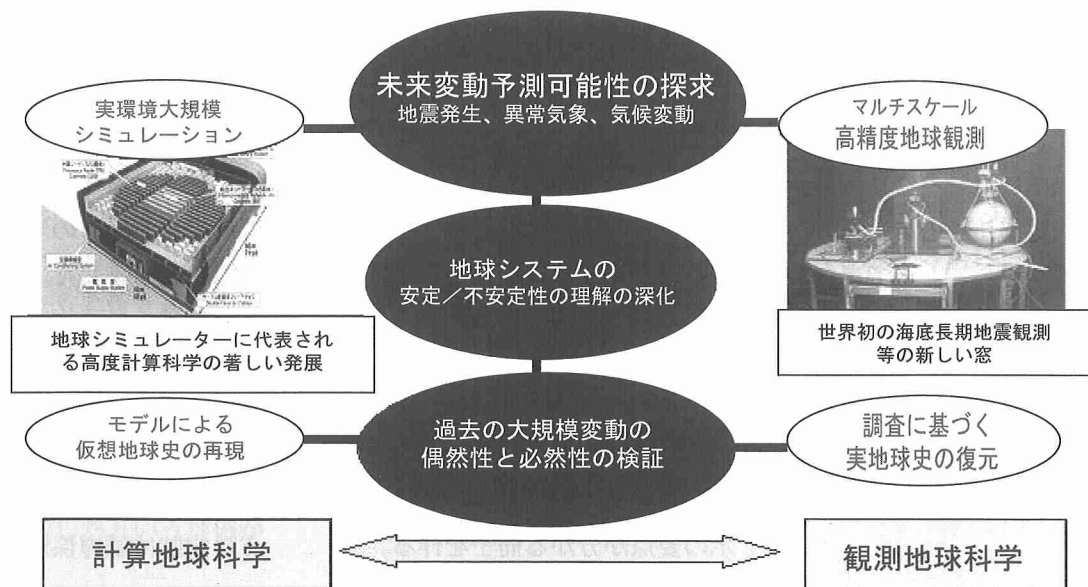 未来変動予測可能性の探求
地震発生、異常気象、気候変動
実環境大規模
シミュレーション
マルチスケール
高精度地球観測
地球システムの
安定／不安定性の理解の深化
地球シミュレーターに代表され
る高度計算科学の著しい発展
世界初の海底長期地震観測
等の新しい窓
モデルによる
仮想地球史の再現
過去の大規模変動の
偶然性と必然性の検証
調査に基づく
実地球史の復元
計算地球科学
観測地球科学